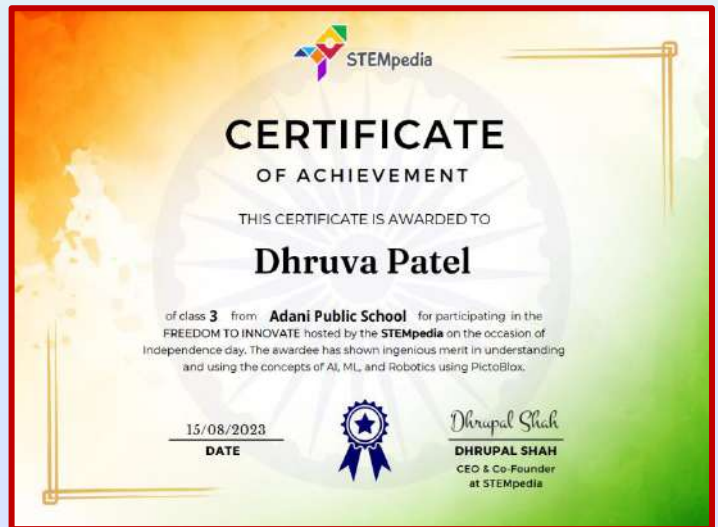 STEMpedia
CERTIFICATE
OF ACHIEVEMENT
THIS CERTIFICATE IS AWARDED TO
Dhruva Patel
of class 3 from Adani Public School for participating in the
FREEDOM TO INNOVATE hosted by the STEMpedia on the occasion of
Independence day. The awardee has shown ingenious merit in understanding
and using the concepts of AI, ML, and Robotics using PictoBlox.
15/08/2023
DATE
Dhrupal Shah
DHRUPAL SHAH
CEO & Co-Founder
at STEMpedia